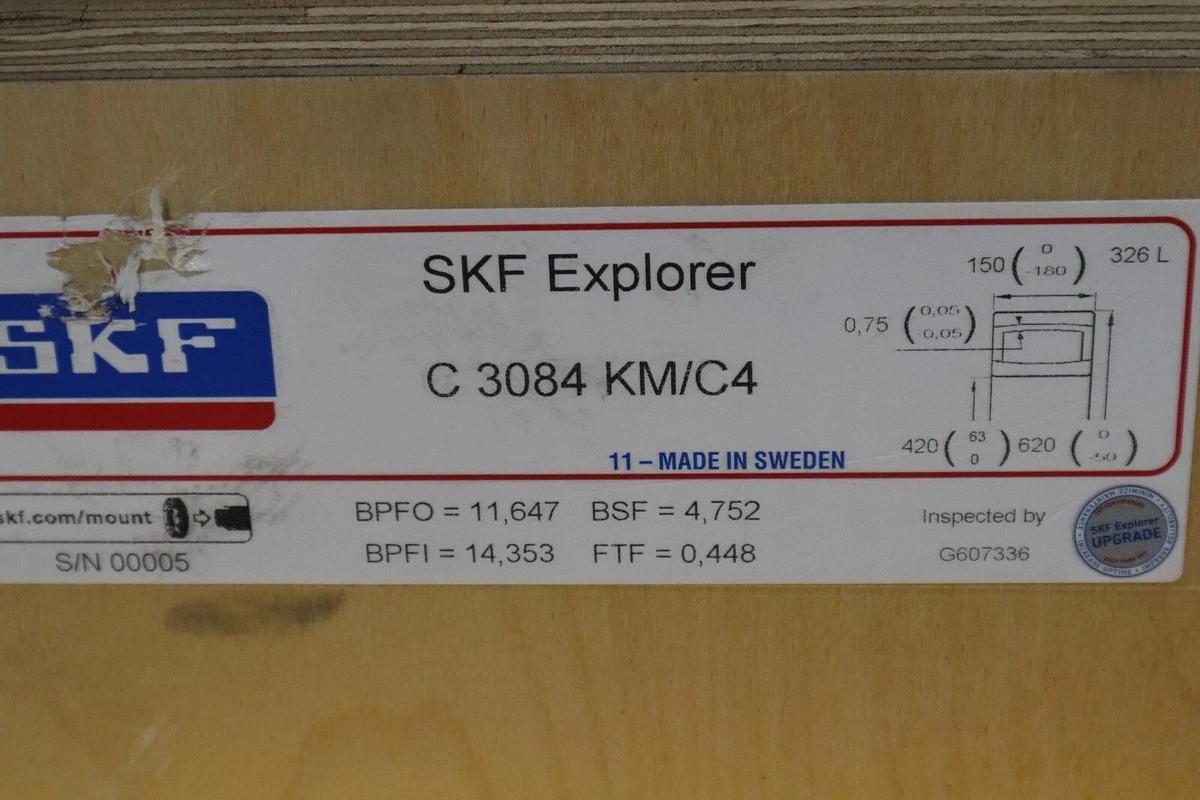 SKF
SKF Explorer
C 3084 KM/C4
11 – MADE IN SWEDEN
150 ( 0 -180 ) 326 L
0,75 ( 0,05 -0,05 )
420 ( 63 0 ) 620 ( 0 -50 )
skf.com/mount
S/N 00005
BPFO = 11,647 BSF = 4,752
BPFI = 14,353 FTF = 0,448
Inspected by
G607336
SKF Explorer
UPGRADE